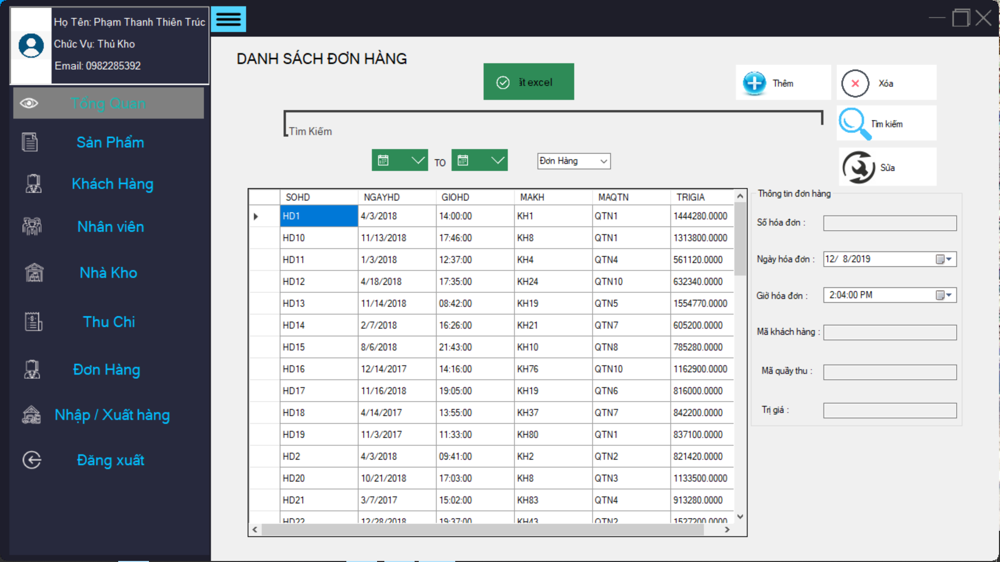 Họ Tên: Phạm Thanh Thiên Trúc
Chức Vụ: Thủ Kho
Email: 0982285392
Tổng Quan
Sản Phẩm
Khách Hàng
Nhân viên
Nhà Kho
Thu Chi
Đơn Hàng
Nhập / Xuất hàng
Đăng xuất
DANH SÁCH ĐƠN HÀNG
ất excel
Thêm
Xóa
Tìm Kiếm
Tìm kiếm
TO
Đơn Hàng
Sửa
SOHD NGAYHD GIOHD MAKH MAQTN TRIGIA
HD1 4/3/2018 14:00:00 KH1 QTN1 1444280.0000
HD10 11/13/2018 17:46:00 KH8 QTN1 1313800.0000
HD11 1/3/2018 12:37:00 KH4 QTN4 561120.0000
HD12 4/18/2018 17:35:00 KH24 QTN10 632340.0000
HD13 11/14/2018 08:42:00 KH19 QTN5 1554770.0000
HD14 2/7/2018 16:26:00 KH21 QTN7 605200.0000
HD15 8/6/2018 21:43:00 KH10 QTN8 785280.0000
HD16 12/14/2017 14:16:00 KH76 QTN10 1162900.0000
HD17 11/16/2018 19:05:00 KH19 QTN6 816000.0000
HD18 4/14/2017 13:55:00 KH37 QTN7 842200.0000
HD19 11/3/2017 11:33:00 KH80 QTN1 837100.0000
HD2 4/3/2018 09:41:00 KH2 QTN2 821420.0000
HD20 10/21/2018 17:03:00 KH8 QTN3 1133500.0000
HD21 3/7/2017 15:02:00 KH83 QTN4 913280.0000
HD22 12/28/2018 19:37:00 KH43 QTN2 1527200.0000
Thông tin đơn hàng
Số hóa đơn :
Ngày hóa đơn : 12/ 8/2019
Giờ hóa đơn : 2:04:00 PM
Mã khách hàng :
Mã quầy thu :
Trị giá :